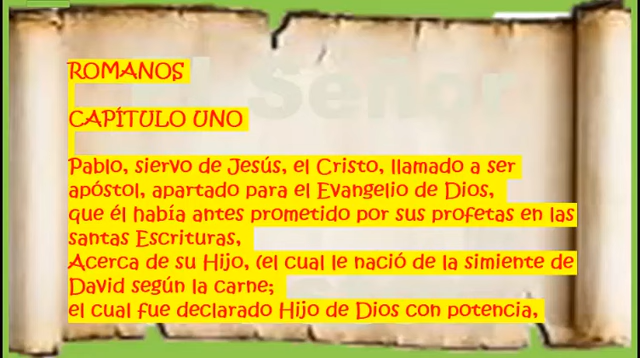 ROMANOS
CAPÍTULO UNO
Pablo, siervo de Jesús, el Cristo, llamado a ser
apóstol, apartado para el Evangelio de Dios,
que él había antes prometido por sus profetas en las
santas Escrituras,
Acerca de su Hijo, (el cual le nació de la simiente de
David según la carne;
el cual fue declarado Hijo de Dios con potencia,